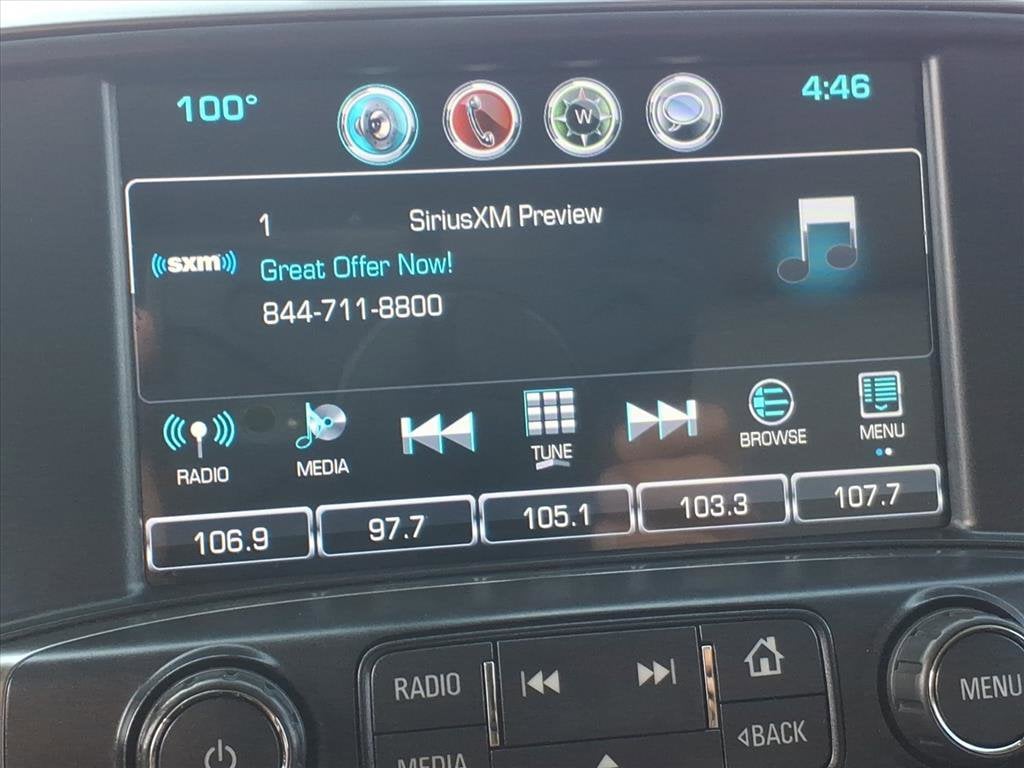 100°
W
4:46
1
SiriusXM Preview
((sxm))
Great Offer Now!
844-711-8800
RADIO
MEDIA
TUNE
BROWSE
MENU
106.9
97.7
105.1
103.3
107.7
RADIO
MENU
BACK
MEDIA